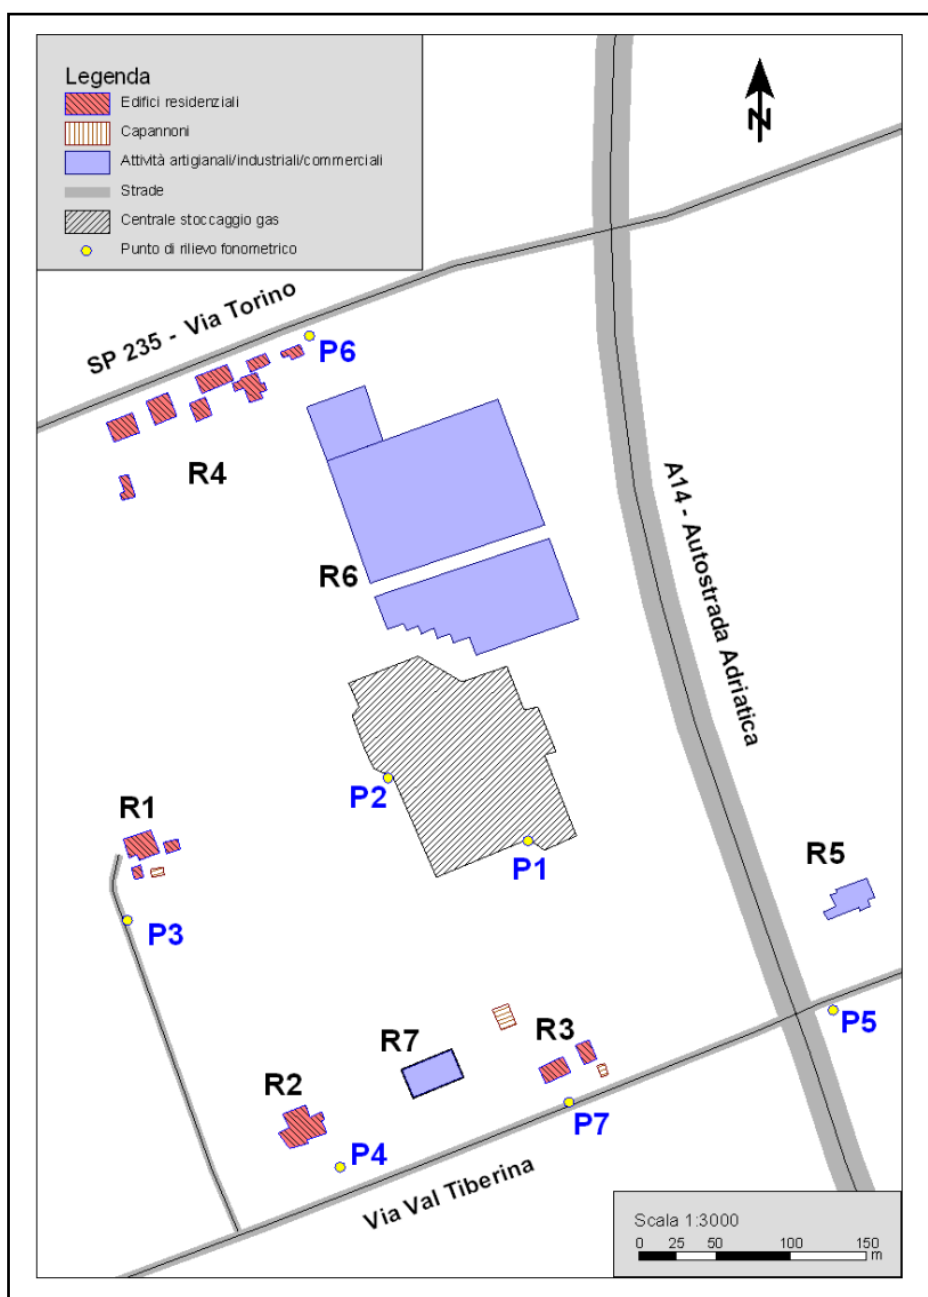 Legenda
Edifici residenziali
Capannoni
Attività artigianali/industriali/commerciali
Strade
Centrale stoccaggio gas
Punto di rilievo fonometrico
N
SP 235 - Via Torino
P6
R4
A14 - Autostrada Adriatica
R6
P2
R1
P1
R5
P3
P5
R7
R3
R2
P7
P4
Via Val Tiberina
Scala 1:3000
0 25 50 100 150
m